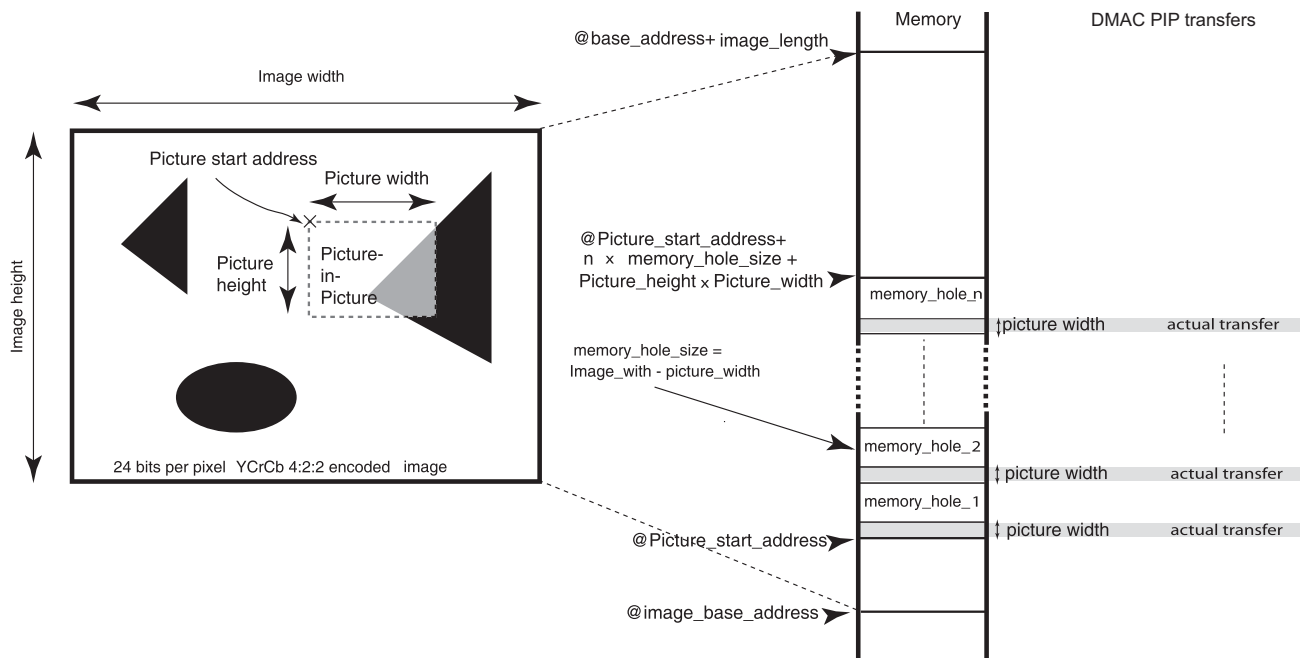 Memory
DMAC PIP transfers
@base_address+ image_length
Image width
Image height
Picture start address
Picture width
Picture height
Picture-
in-
Picture
24 bits per pixel YCrCb 4:2:2 encoded image
@Picture_start_address+
n x memory_hole_size +
Picture_height x Picture_width
memory_hole_n
picture width
actual transfer
memory_hole_size =
Image_with - picture_width
memory_hole_2
picture width
actual transfer
memory_hole_1
picture width
actual transfer
@Picture_start_address
@image_base_address